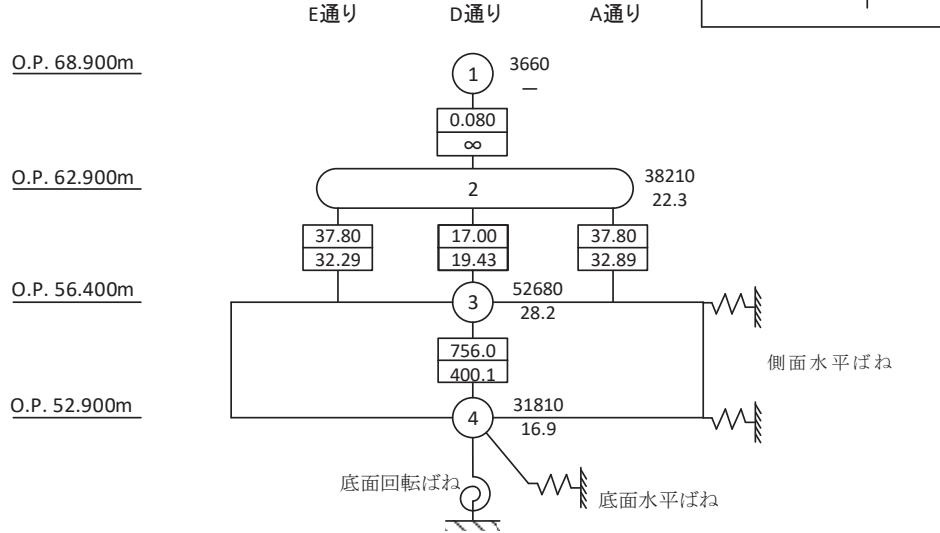 E通り D通り A通り
O.P. 68.900m 1 3660
—
0.080
∞
O.P. 62.900m 2 38210
22.3
37.80 17.00 37.80
32.29 19.43 32.89
O.P. 56.400m 3 52680
28.2
756.0
400.1
側面水平ばね
O.P. 52.900m 4 31810
16.9
底面回転ばね
底面水平ばね